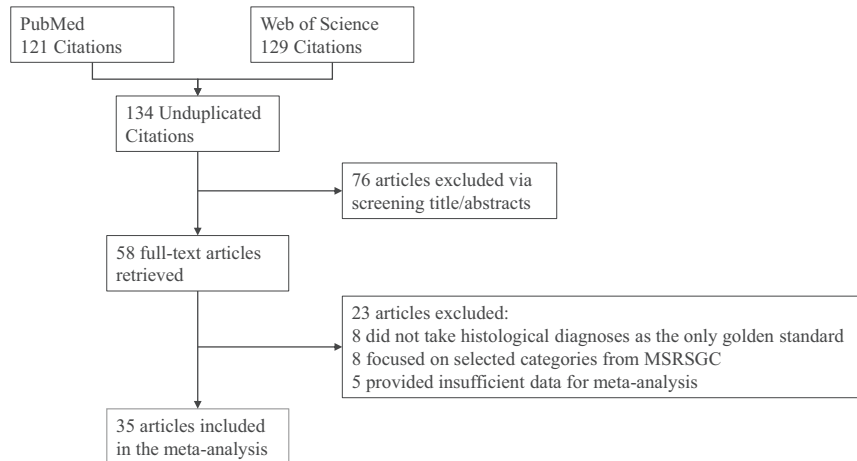 PubMed
121 Citations
Web of Science
129 Citations
134 Unduplicated
Citations
76 articles excluded via
screening title/abstracts
58 full-text articles
retrieved
23 articles excluded:
8 did not take histological diagnoses as the only golden standard
8 focused on selected categories from MSRSGC
5 provided insufficient data for meta-analysis
35 articles included
in the meta-analysis